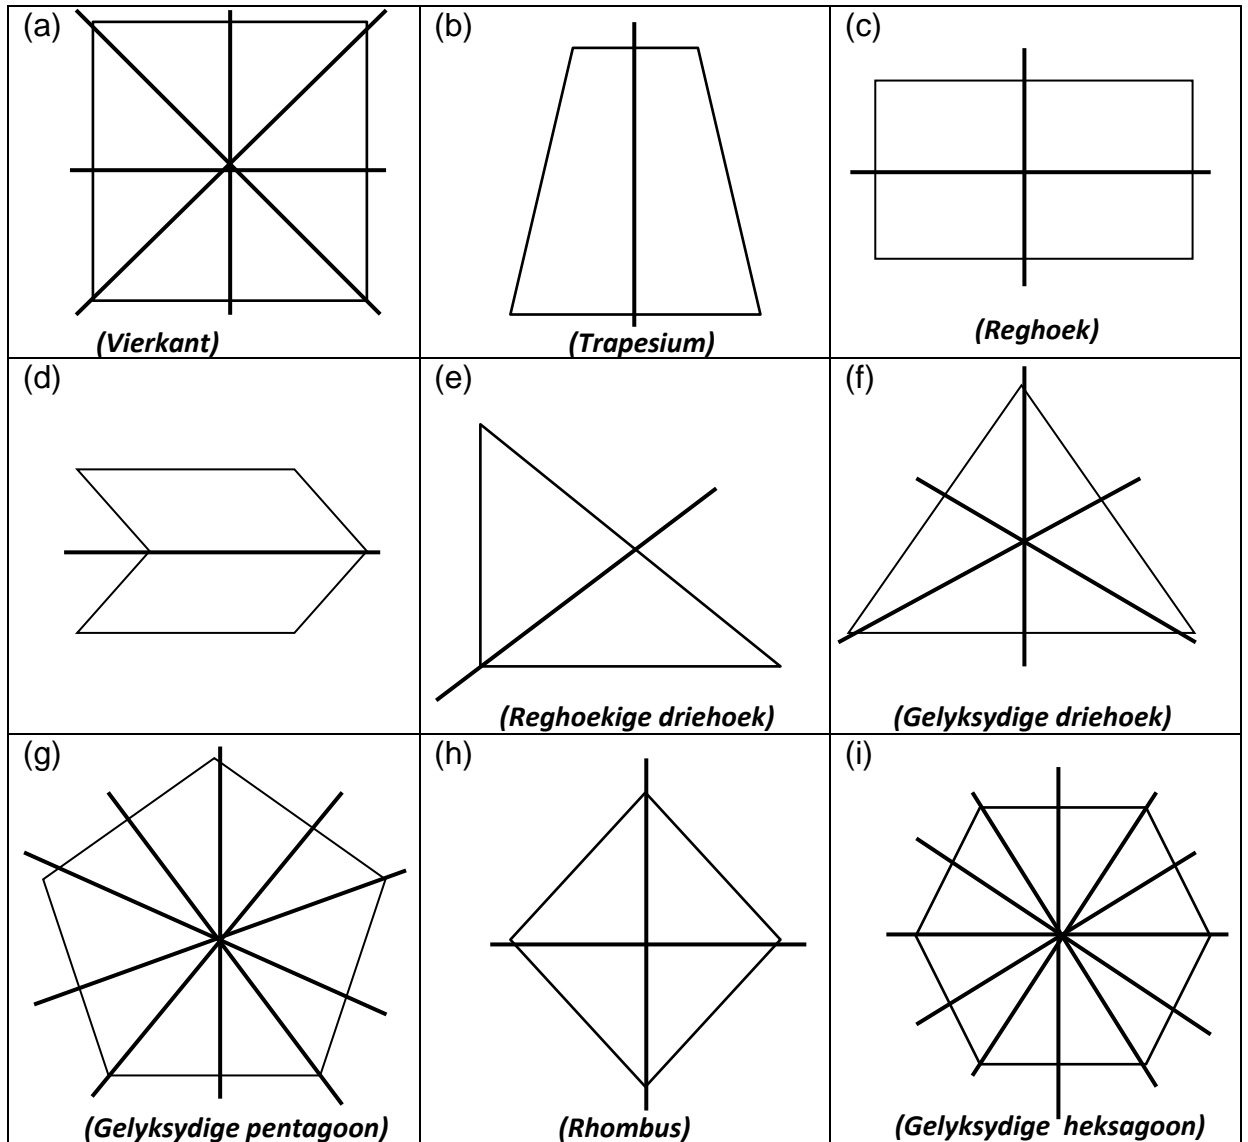 (a)
(Vierkant)
(b)
(Trapesium)
(c)
(Reghoek)
(d)
(e)
(Reghoekige driehoek)
(f)
(Gelyksydige driehoek)
(g)
(Gelyksydige pentagoon)
(h)
(Rhombus)
(i)
(Gelyksydige heksagoon)